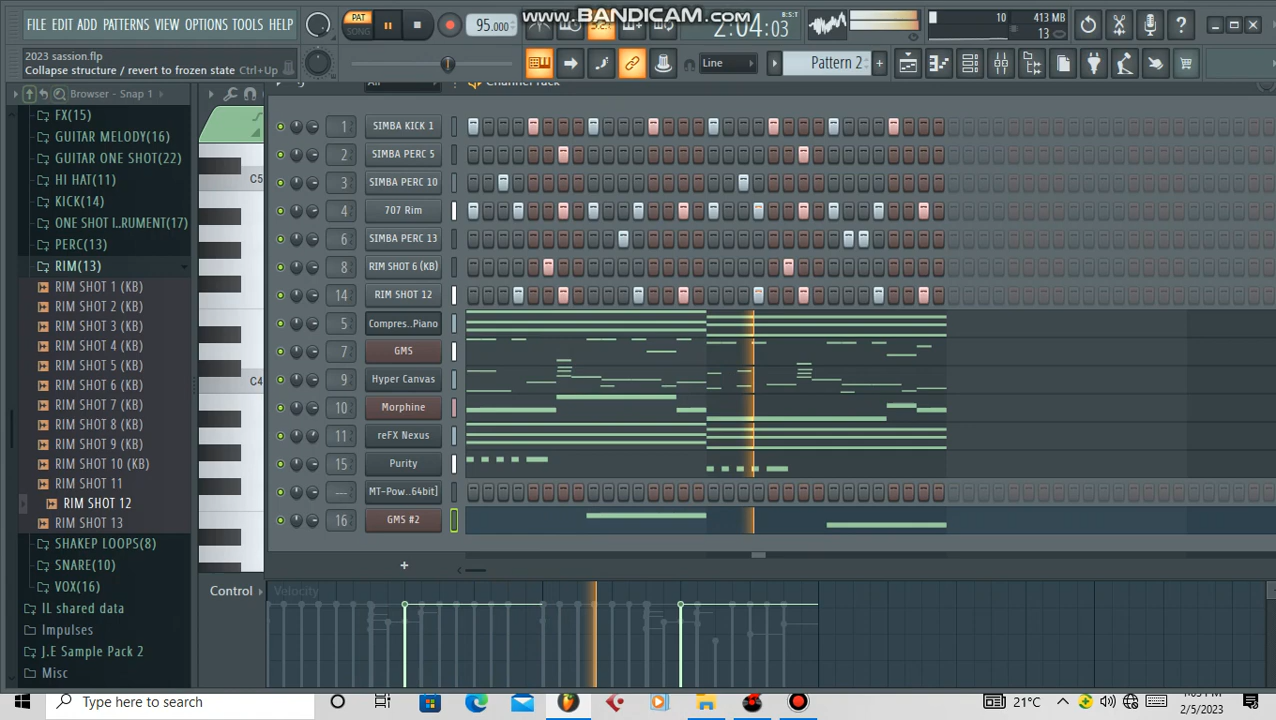 www.BANDICAM.com
FILE EDIT ADD PATTERNS VIEW OPTIONS TOOLS HELP
PAT
SONG
95.000
2:04:03
B:S:T
10
413 MB
13
2023 sassion.flp
Collapse structure / revert to frozen state Ctrl+Up
Line
Pattern 2
Browser - Snap 1
All
Channel rack
FX(15)
GUITAR MELODY(16)
GUITAR ONE SHOT(22)
HI HAT(11)
KICK(14)
ONE SHOT I..RUMENT(17)
PERC(13)
RIM(13)
RIM SHOT 1 (KB)
RIM SHOT 2 (KB)
RIM SHOT 3 (KB)
RIM SHOT 4 (KB)
RIM SHOT 5 (KB)
RIM SHOT 6 (KB)
RIM SHOT 7 (KB)
RIM SHOT 8 (KB)
RIM SHOT 9 (KB)
RIM SHOT 10 (KB)
RIM SHOT 11
RIM SHOT 12
RIM SHOT 13
SHAKEP LOOPS(8)
SNARE(10)
VOX(16)
IL shared data
Impulses
J.E Sample Pack 2
Misc
C5
C4
1 SIMBA KICK 1
2 SIMBA PERC 5
3 SIMBA PERC 10
4 707 Rim
6 SIMBA PERC 13
8 RIM SHOT 6 (KB)
14 RIM SHOT 12
5 Compres..Piano
7 GMS
9 Hyper Canvas
10 Morphine
11 reFX Nexus
15 Purity
--- MT-Pow..64bit]
16 GMS #2
+
Control
Velocity
Type here to search
21°C
2/5/2023